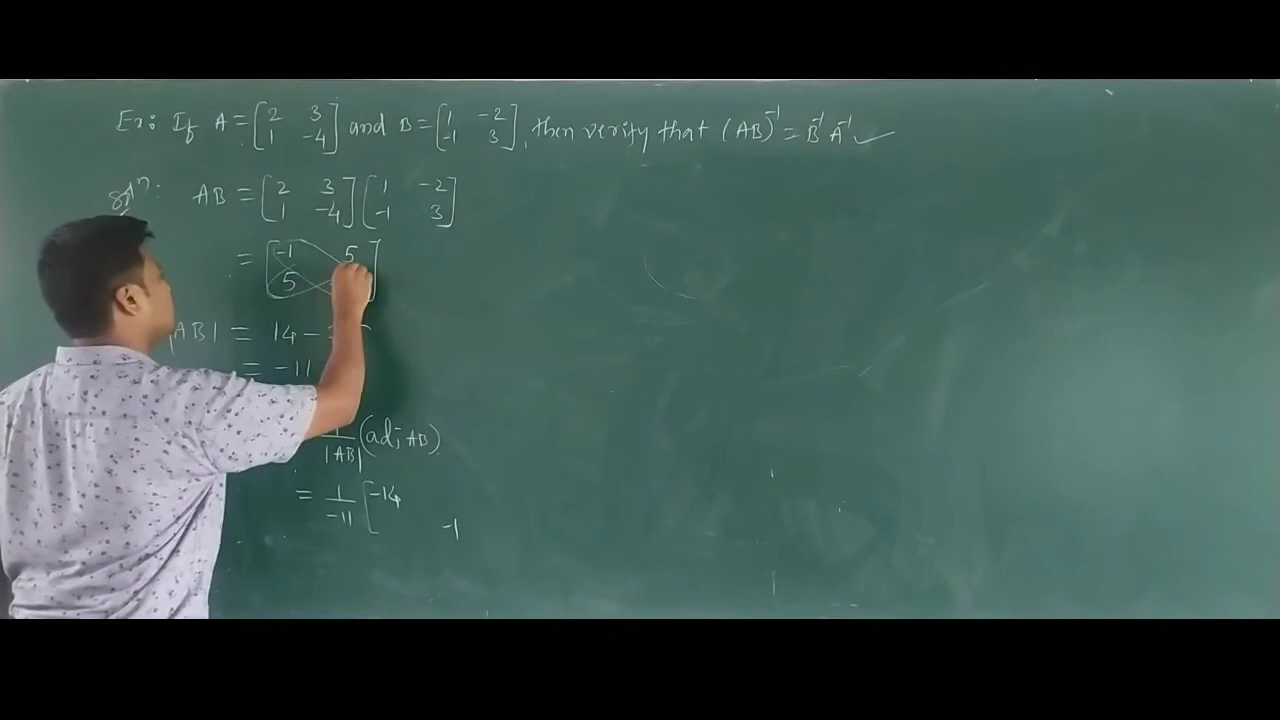 Ex: If A = [2 3 1 -4] and B = [1 -2 -1 3], then verify that (AB)⁻¹ = B⁻¹ A⁻¹ ✓
Solⁿ: AB = [2 3 1 -4] [1 -2 -1 3]
= [-1 5 5
|AB| = 14 -
= -11
1/|AB| (adj AB)
= 1/-11 [-14 -1